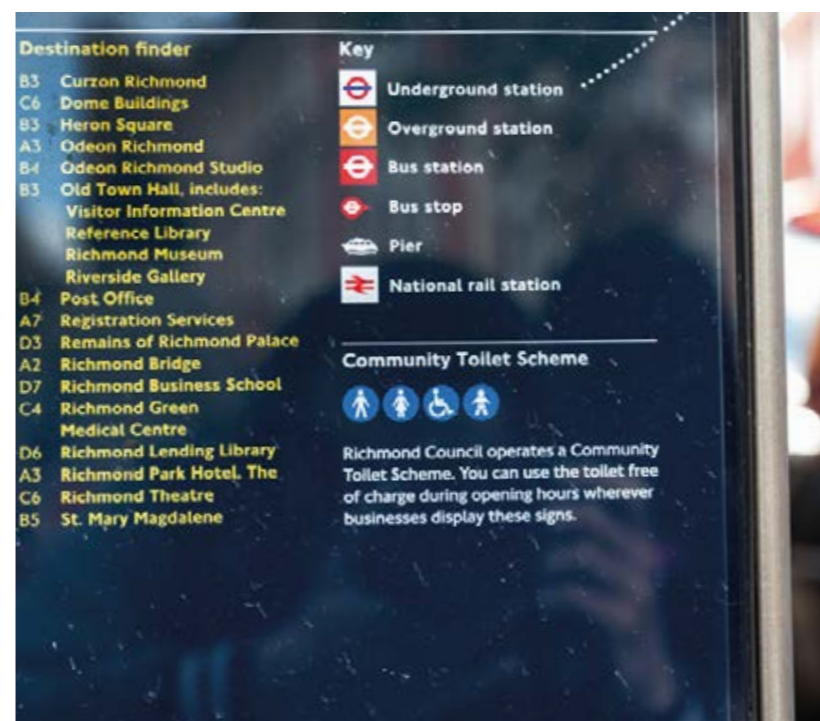 Destination finder
B3 Curzon Richmond
C6 Dome Buildings
B3 Heron Square
A3 Odeon Richmond
B4 Odeon Richmond Studio
B3 Old Town Hall, includes:
Visitor Information Centre
Reference Library
Richmond Museum
Riverside Gallery
B4 Post Office
A7 Registration Services
D3 Remains of Richmond Palace
A2 Richmond Bridge
D7 Richmond Business School
C4 Richmond Green
Medical Centre
D6 Richmond Lending Library
A3 Richmond Park Hotel, The
C6 Richmond Theatre
B5 St. Mary Magdalene
Key
Underground station
Overground station
Bus station
Bus stop
Pier
National rail station
Community Toilet Scheme
Richmond Council operates a Community
Toilet Scheme. You can use the toilet free
of charge during opening hours wherever
businesses display these signs.